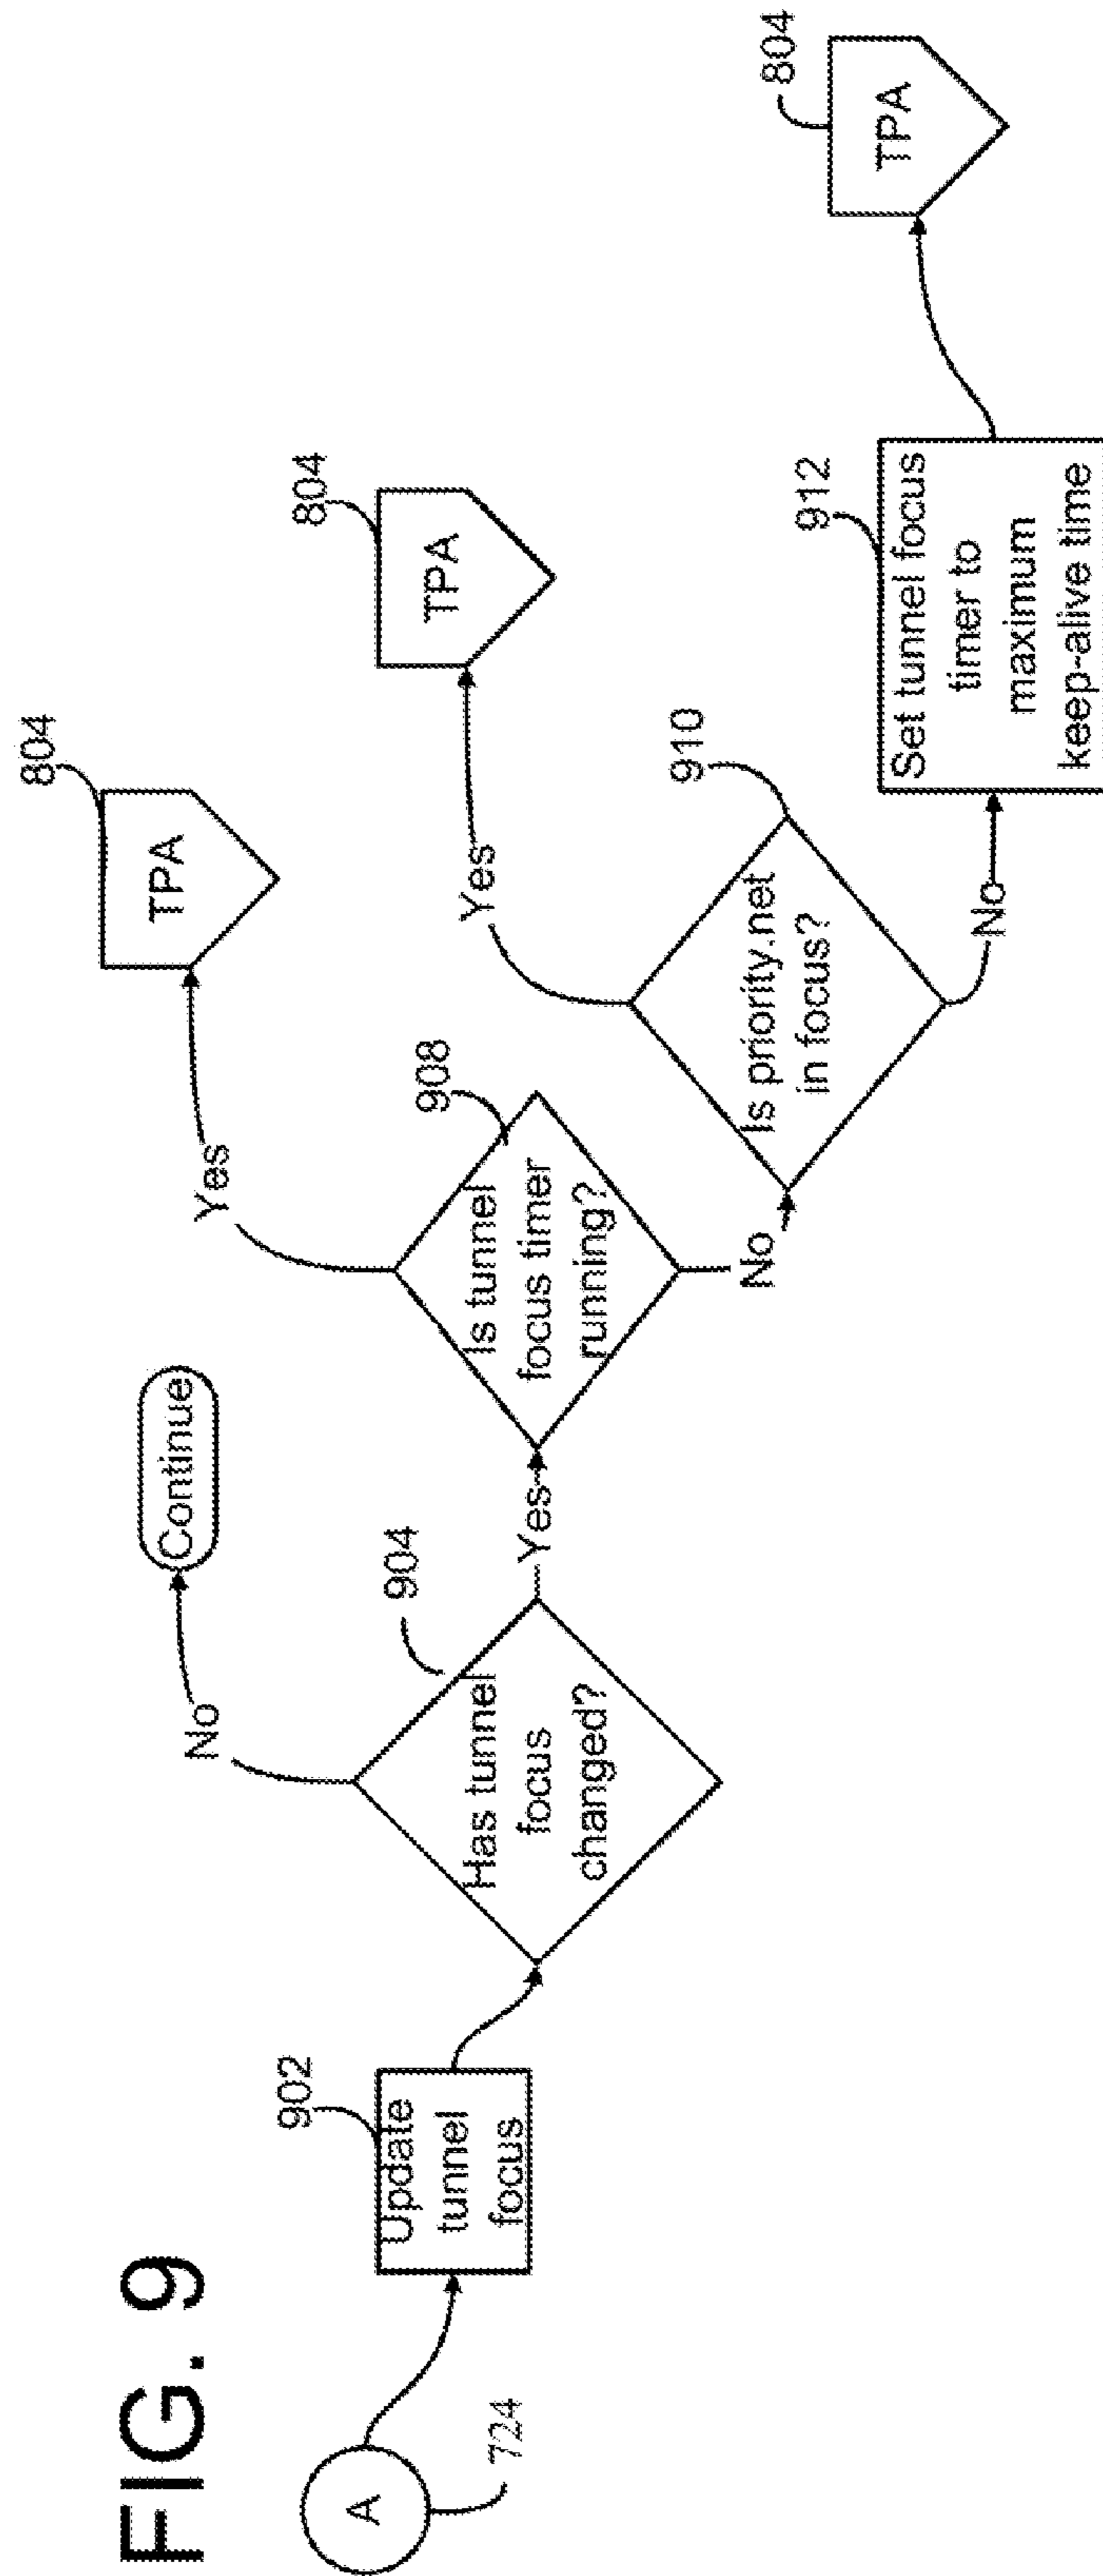 FIG. 9
A
724
902
Update
tunnel
focus
904
Has tunnel
focus
changed?
No
Continue
Yes
908
Is tunnel
focus timer
running?
Yes
804
TPA
No
910
Is priority.net
in focus?
Yes
804
TPA
No
912
Set tunnel focus
timer to
maximum
keep-alive time
804
TPA